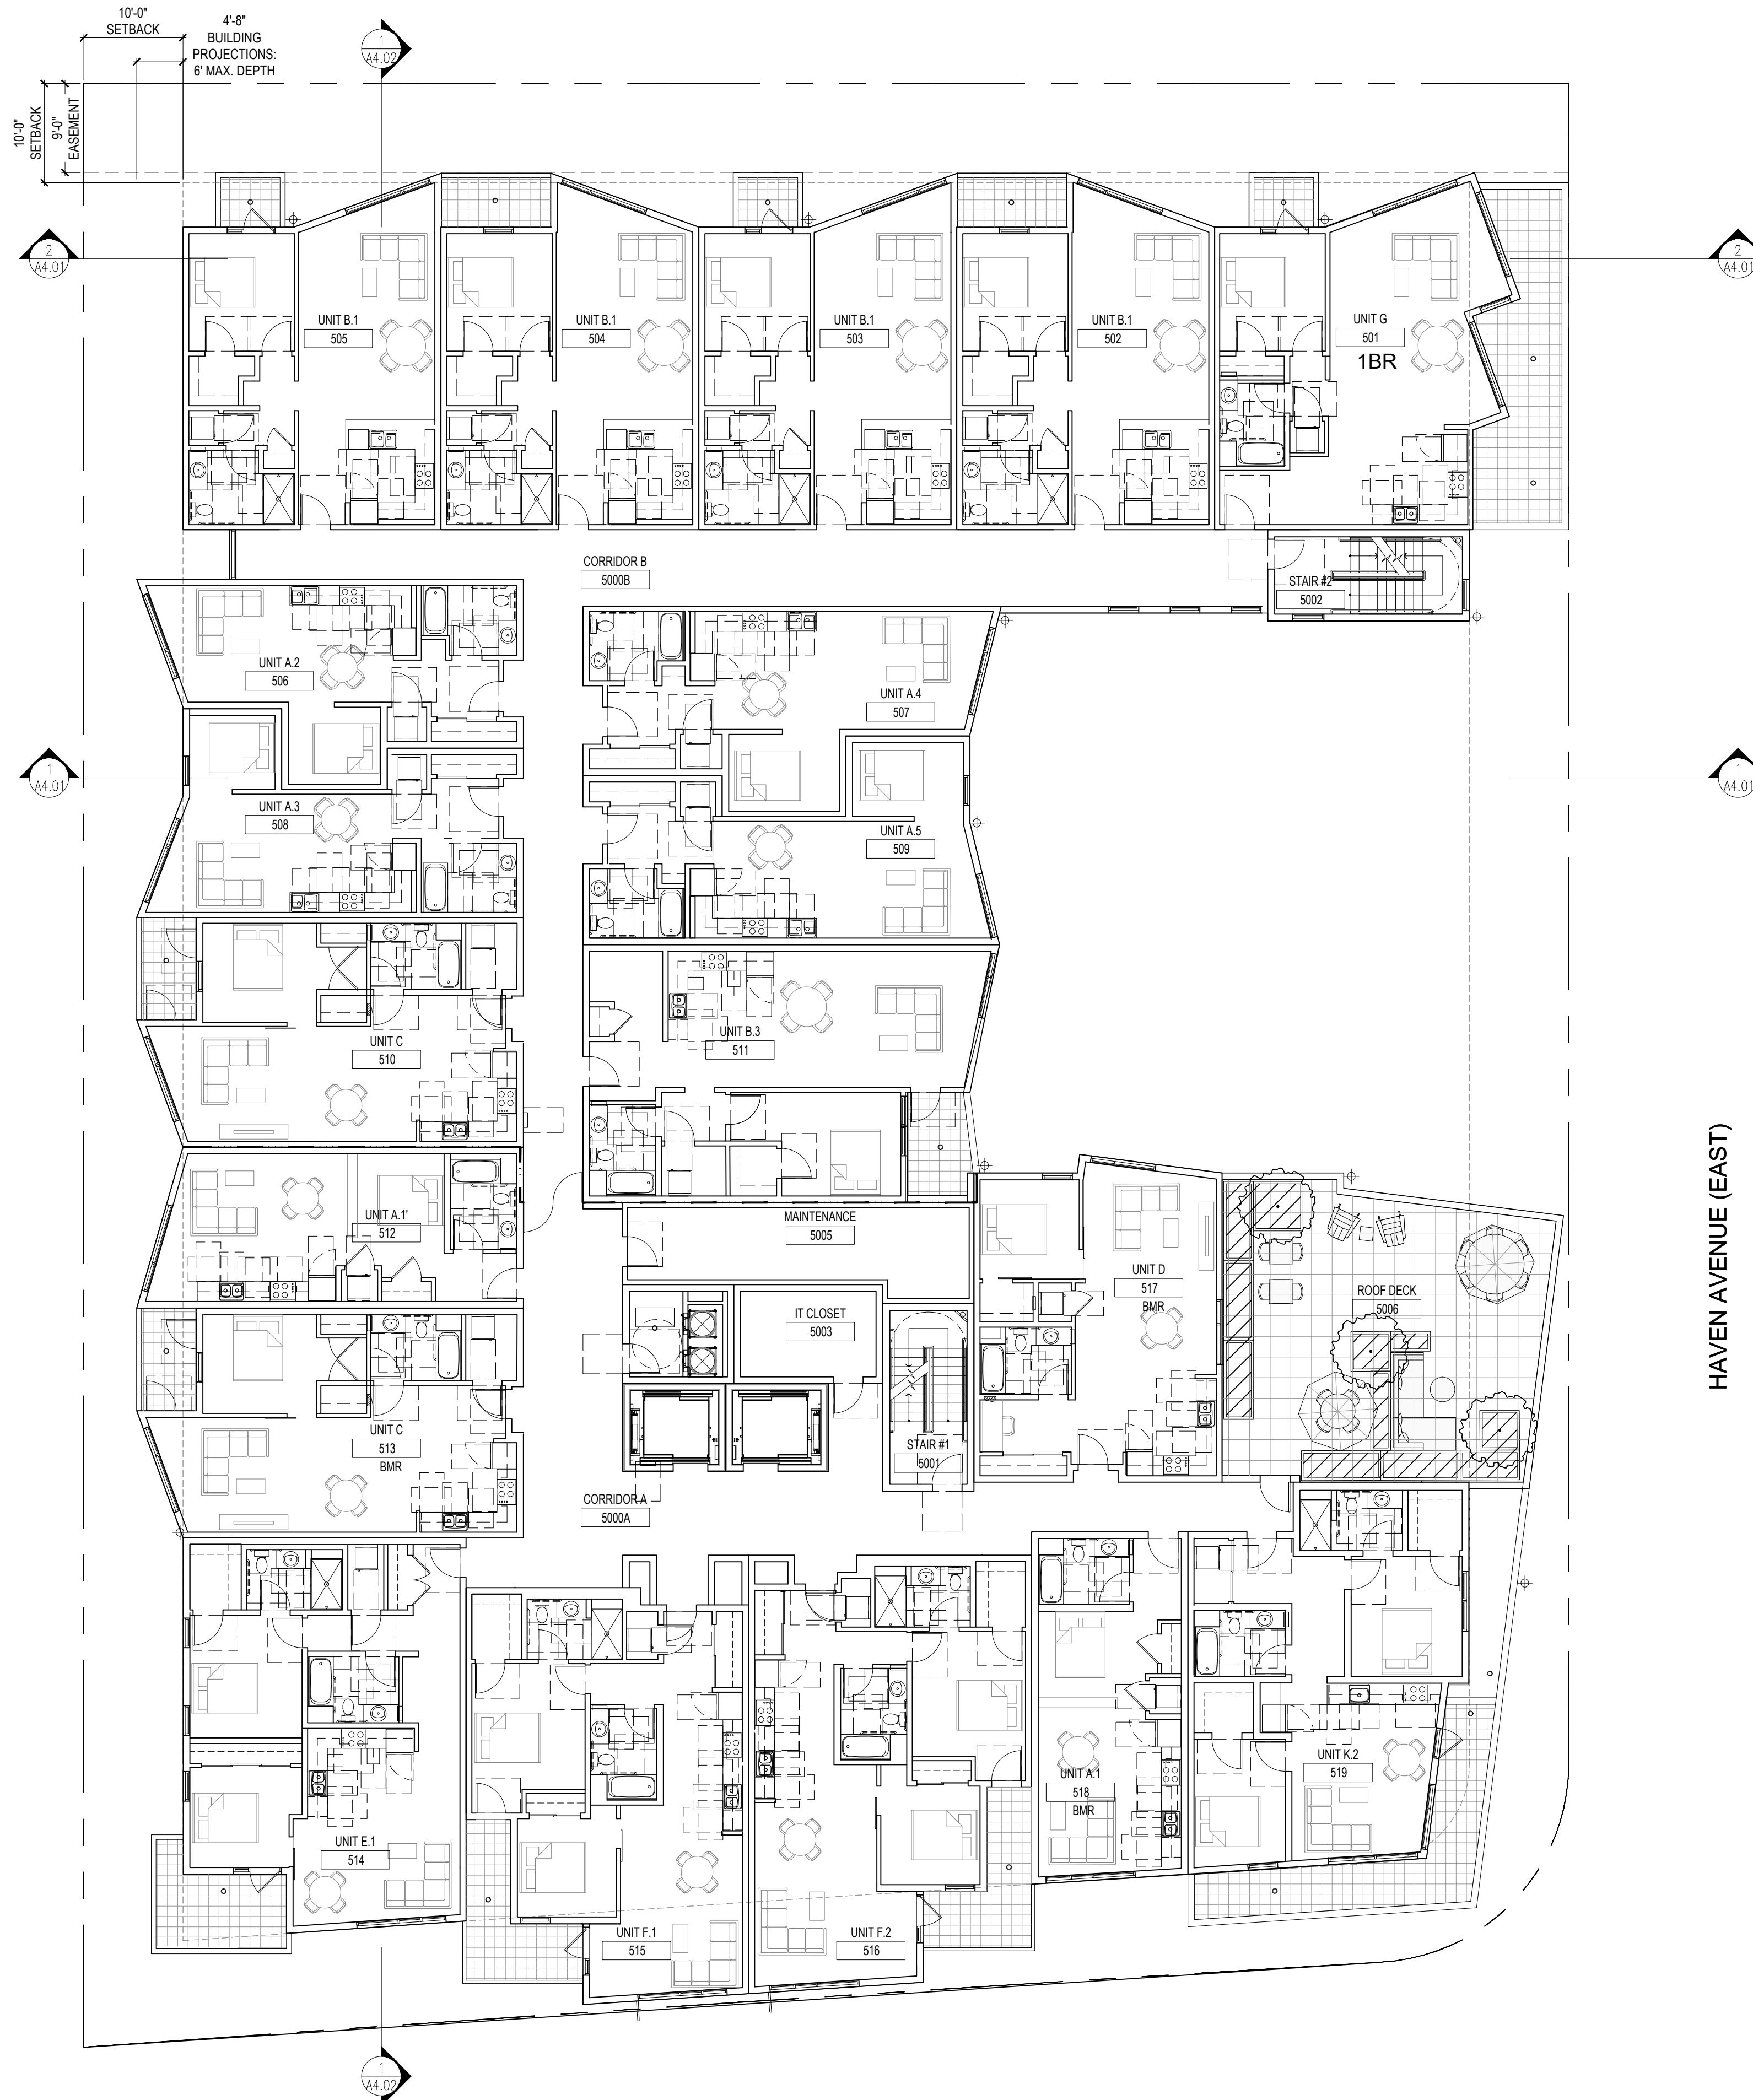 10'-0"
SETBACK
4'-8"
BUILDING
PROJECTIONS:
6' MAX. DEPTH
1
A4.02
10'-0"
SETBACK
9'-0"
EASEMENT
2
A4.01
2
A4.01
UNIT B.1
505
UNIT B.1
504
UNIT B.1
503
UNIT B.1
502
UNIT G
501
1BR
CORRIDOR B
5000B
STAIR #2
5002
UNIT A.2
506
UNIT A.4
507
1
A4.01
1
A4.01
UNIT A.3
508
UNIT A.5
509
UNIT C
510
UNIT B.3
511
HAVEN AVENUE (EAST)
UNIT A.1'
512
MAINTENANCE
5005
UNIT D
517
BMR
IT CLOSET
5003
ROOF DECK
5006
UNIT C
513
BMR
STAIR #1
5001
CORRIDOR A
5000A
UNIT E.1
514
UNIT F.1
515
UNIT F.2
516
UNIT A.1
518
BMR
UNIT K.2
519
1
A4.02